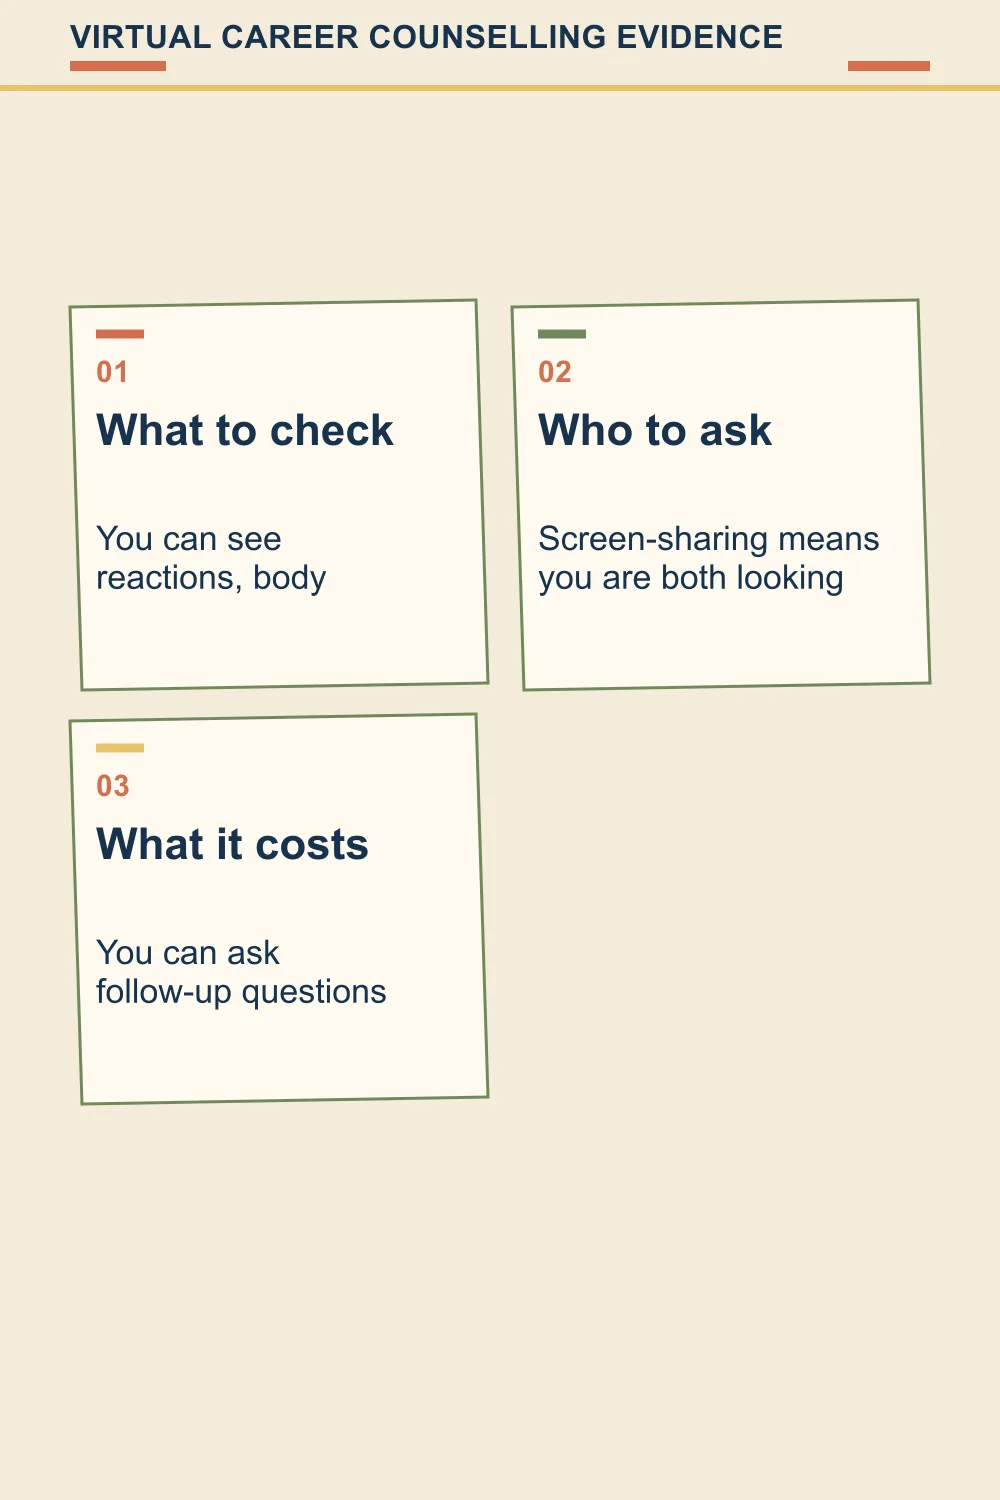 VIRTUAL CAREER COUNSELLING EVIDENCE
01
What to check
You can see
reactions, body
02
Who to ask
Screen-sharing means
you are both looking
03
What it costs
You can ask
follow-up questions